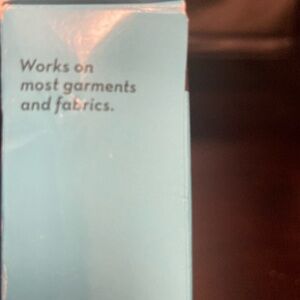 Works on
most garments
and fabrics.